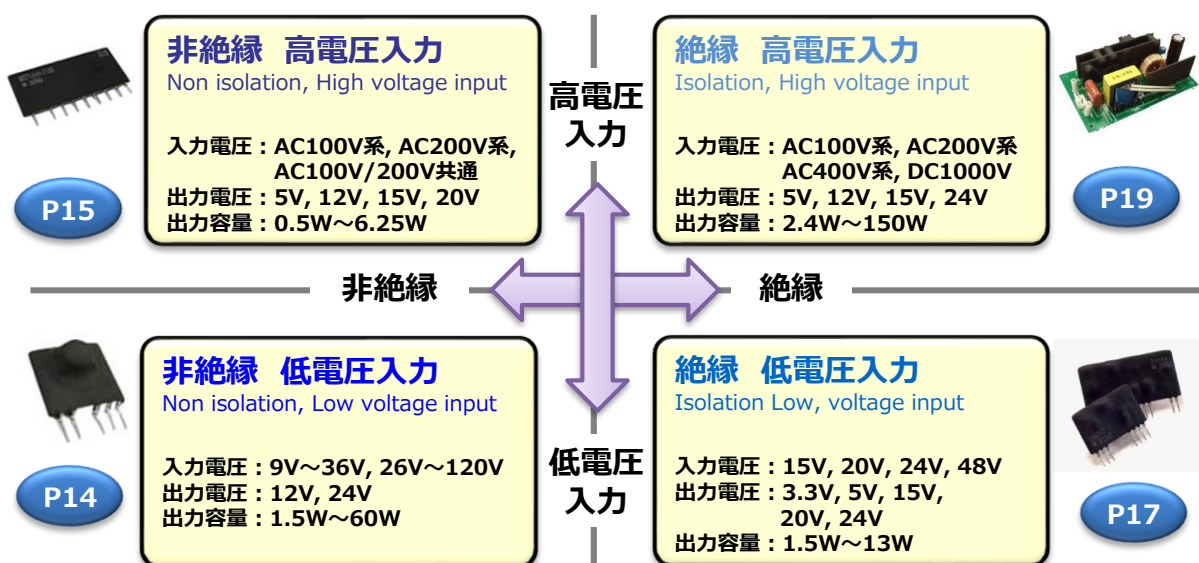 非絶縁 高電圧入力
Non isolation, High voltage input
入力電圧：AC100V系, AC200V系,
AC100V/200V共通
出力電圧：5V, 12V, 15V, 20V
出力容量：0.5W～6.25W
P15
高電圧
入力
絶縁 高電圧入力
Isolation, High voltage input
入力電圧：AC100V系, AC200V系
AC400V系, DC1000V
出力電圧：5V, 12V, 15V, 24V
出力容量：2.4W～150W
P19
非絶縁
絶縁
非絶縁 低電圧入力
Non isolation, Low voltage input
入力電圧：9V～36V, 26V～120V
出力電圧：12V, 24V
出力容量：1.5W～60W
P14
低電圧
入力
絶縁 低電圧入力
Isolation Low, voltage input
入力電圧：15V, 20V, 24V, 48V
出力電圧：3.3V, 5V, 15V,
20V, 24V
出力容量：1.5W～13W
P17